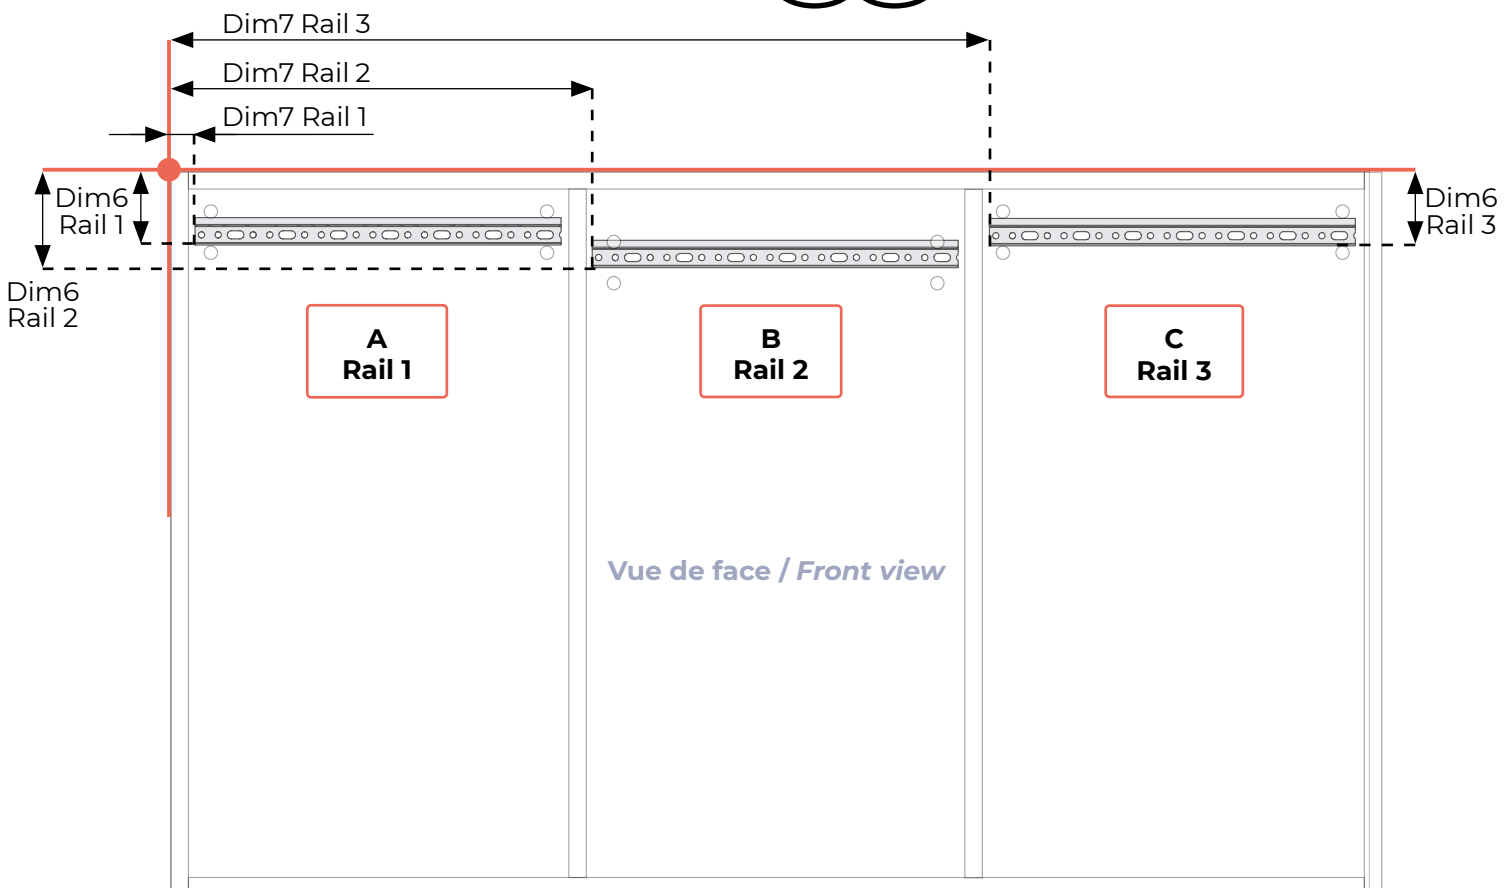 Dim7 Rail 3
Dim7 Rail 2
Dim7 Rail 1
Dim6
Rail 1
Dim6
Rail 3
Dim6
Rail 2
A
Rail 1
B
Rail 2
C
Rail 3
Vue de face / Front view